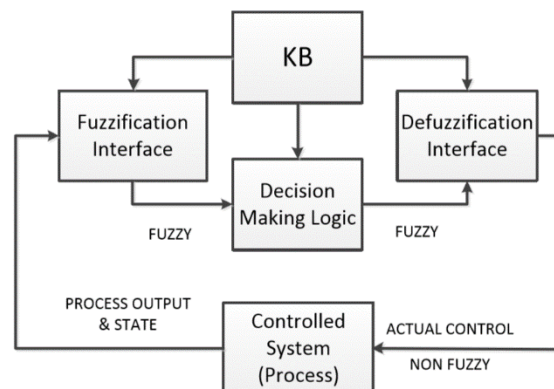 KB
Fuzzification
Interface
Defuzzification
Interface
Decision
Making Logic
FUZZY
FUZZY
PROCESS OUTPUT
& STATE
Controlled
System
(Process)
ACTUAL CONTROL
NON FUZZY